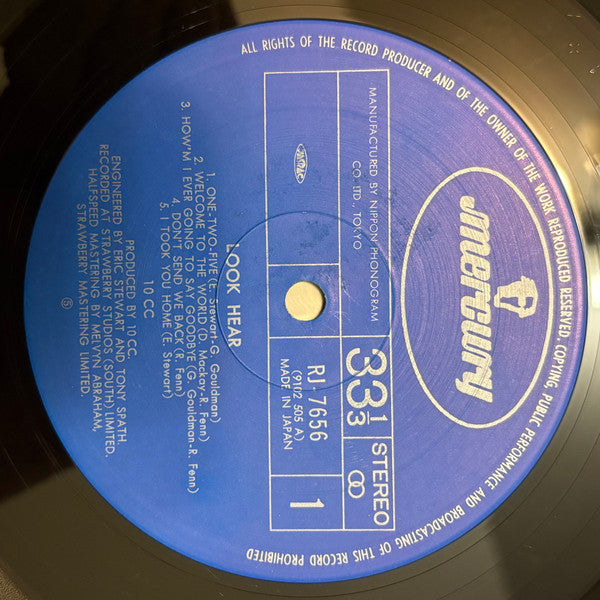 ALL RIGHTS OF THE RECORD PRODUCER AND OF THE OWNER OF THE WORK REPRODUCED RESERVED, COPYING, PUBLIC PERFORMANCE AND BROADCASTING OF THIS RECORD PROHIBITED
mercury
MANUFACTURED BY NIPPON PHONOGRAM
CO., LTD., TOKYO
33 1/3
STEREO
RJ-7656
(9102 505 A)
MADE IN JAPAN
1
LOOK HEAR
1. ONE-TWO-FIVE (E. Stewart-G. Gouldman)
2. WELCOME TO THE WORLD (D. Mackay-R. Fenn)
3. HOW'M I EVER GOING TO SAY GOODBYE (G. Gouldman-R. Fenn)
4. DON'T SEND WE BACK (R. Fenn)
5. I TOOK YOU HOME (E. Stewart)
10 CC
PRODUCED BY 10 CC,
ENGINEERED BY ERIC STEWART AND TONY SPATH.
RECORDED AT STRAWBERRY STUDIOS (SOUTH) LIMITED.
HALFSPEED MASTERING BY MELVYN ABRAHAM,
STRAWBERRY MASTERING LIMITED.